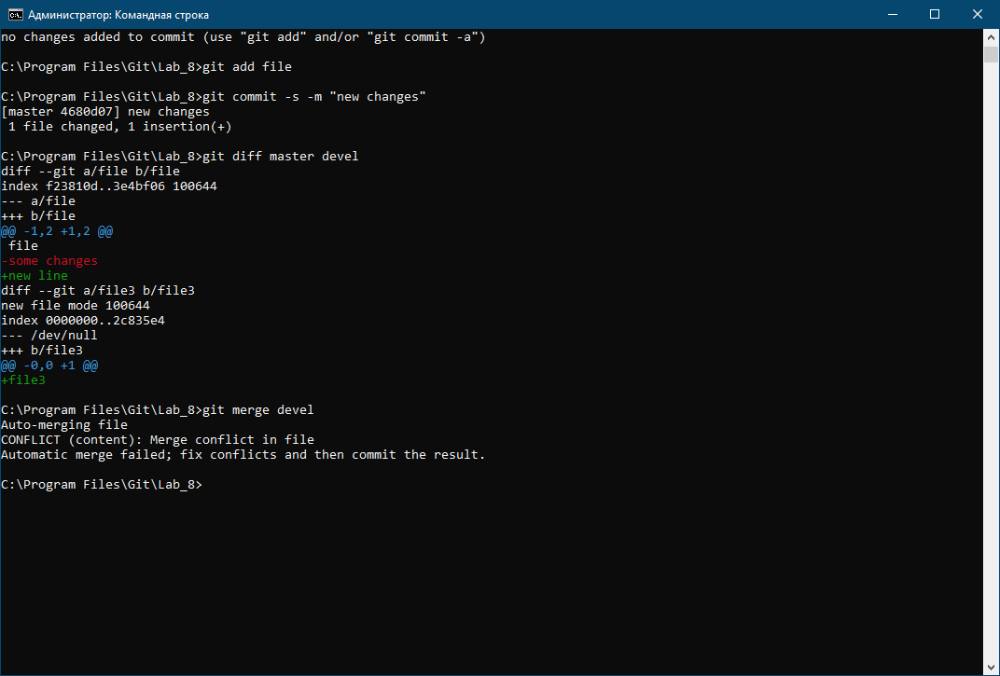 Администратор: Командная строка
no changes added to commit (use "git add" and/or "git commit -a")
C:\Program Files\Git\Lab_8>git add file
C:\Program Files\Git\Lab_8>git commit -s -m "new changes"
[master 4680d07] new changes
 1 file changed, 1 insertion(+)
C:\Program Files\Git\Lab_8>git diff master devel
diff --git a/file b/file
index f23810d..3e4bf06 100644
--- a/file
+++ b/file
@@ -1,2 +1,2 @@
 file
-some changes
+new line
diff --git a/file3 b/file3
new file mode 100644
index 0000000..2c835e4
--- /dev/null
+++ b/file3
@@ -0,0 +1 @@
+file3
C:\Program Files\Git\Lab_8>git merge devel
Auto-merging file
CONFLICT (content): Merge conflict in file
Automatic merge failed; fix conflicts and then commit the result.
C:\Program Files\Git\Lab_8>